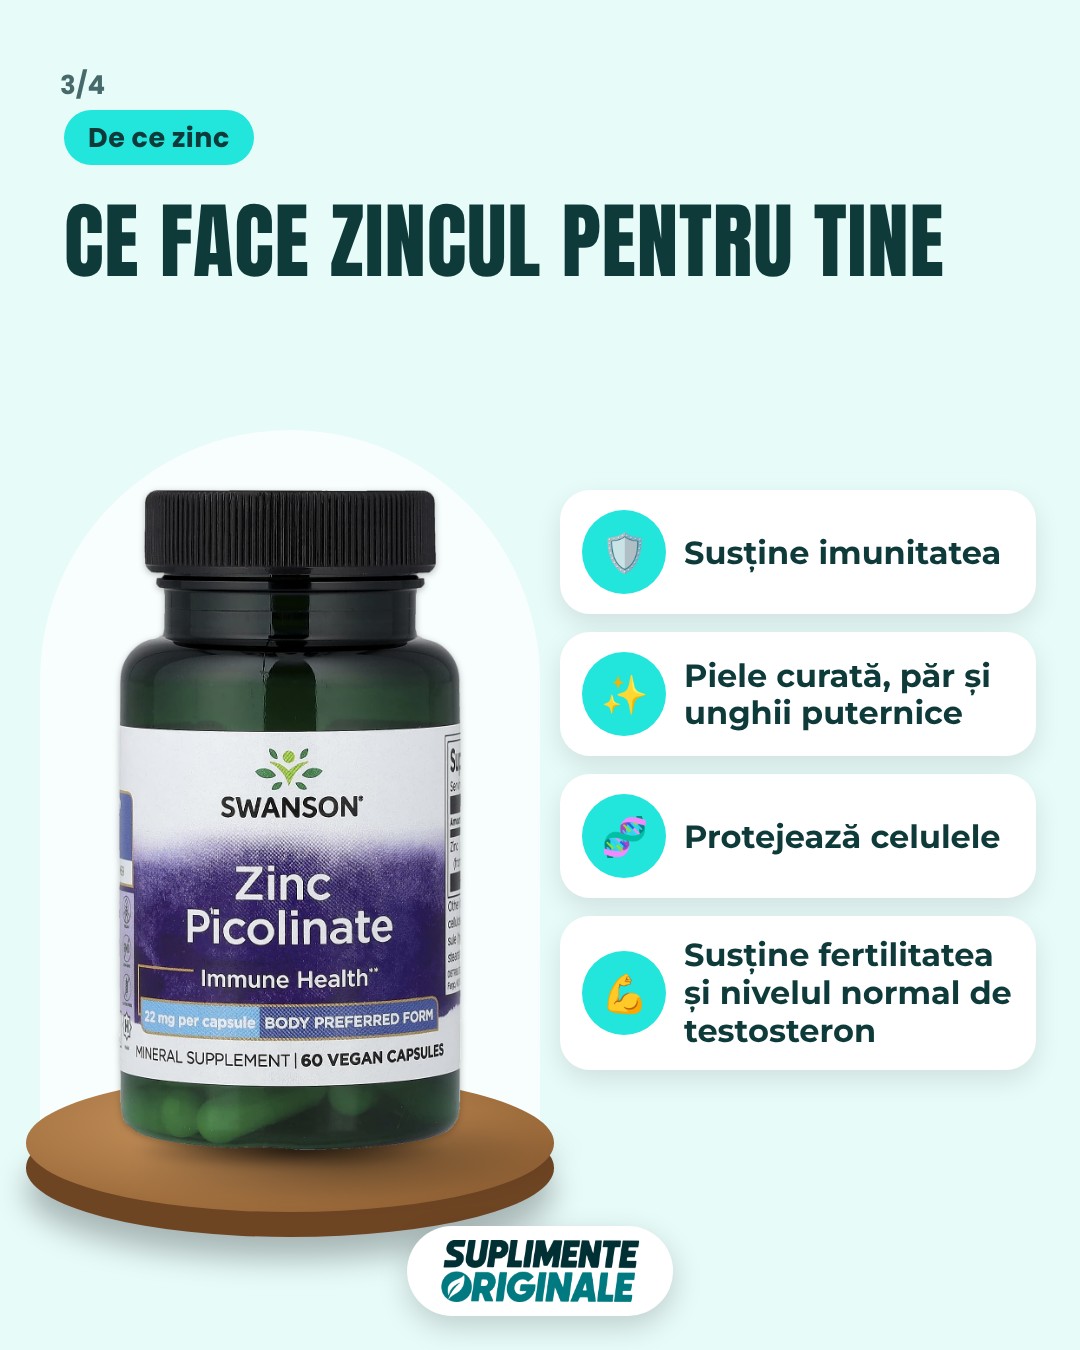 3/4
De ce zinc
CE FACE ZINCUL PENTRU TINE
SWANSON
Zinc
Picolinate
Immune Health**
22 mg per capsule BODY PREFERRED FORM
MINERAL SUPPLEMENT | 60 VEGAN CAPSULES
Susține imunitatea
Piele curată, păr și
unghii puternice
Protejează celulele
Susține fertilitatea
și nivelul normal de
testosteron
SUPLIMENTE
ORIGINALE